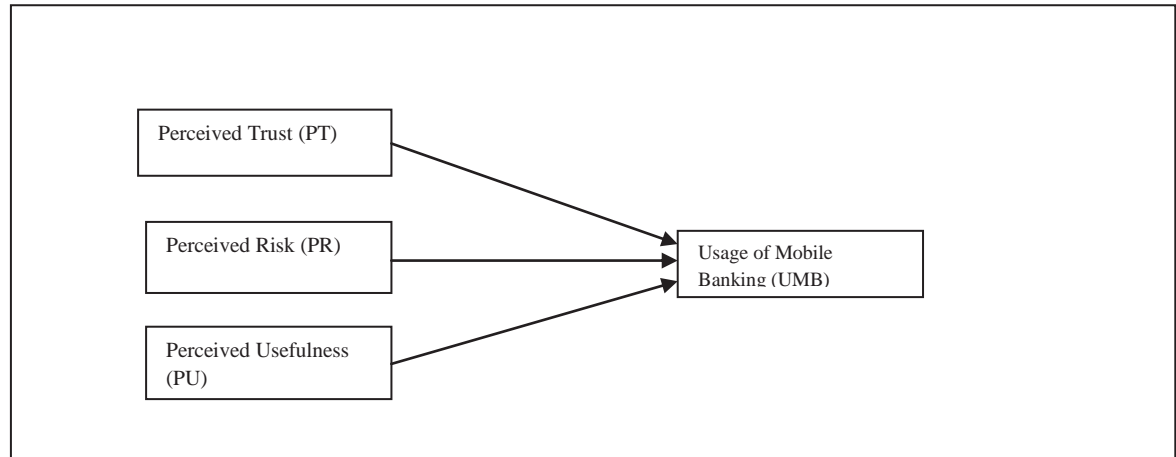 Perceived Trust (PT)
Perceived Risk (PR)
Usage of Mobile
Banking (UMB)
Perceived Usefulness
(PU)